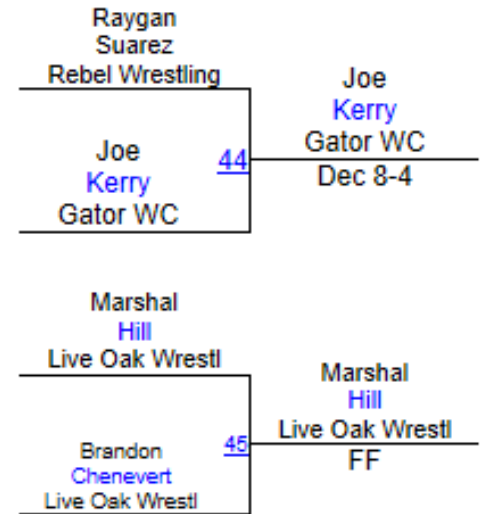 Raygan
Suarez
Rebel Wrestling
Joe
Kerry
Gator WC
44
Joe
Kerry
Gator WC
Dec 8-4
Marshal
Hill
Live Oak Wrestl
Brandon
Chenevert
Live Oak Wrestl
45
Marshal
Hill
Live Oak Wrestl
FF